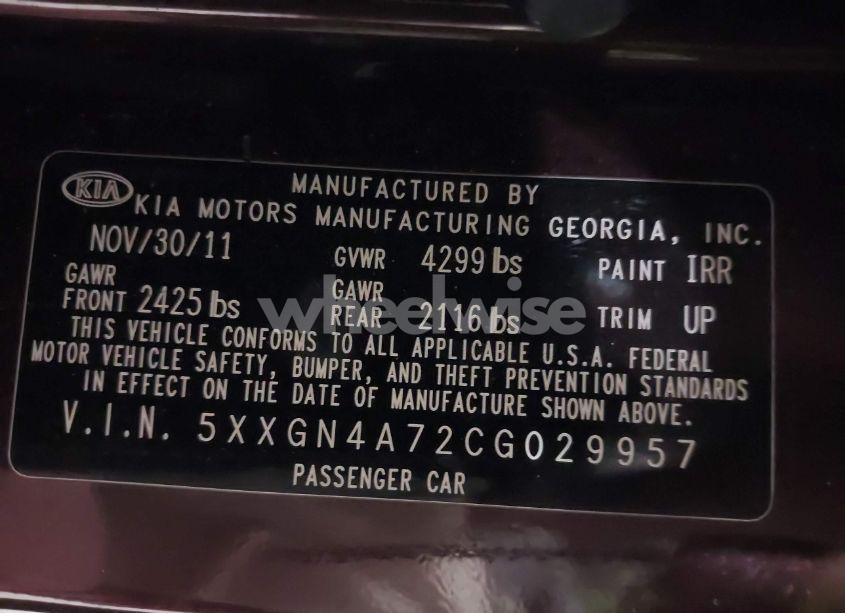 KIA
MANUFACTURED BY
KIA MOTORS MANUFACTURING GEORGIA, INC.
NOV/30/11 GVWR 4299 lbs PAINT IRR
GAWR FRONT 2425 lbs GAWR REAR 2116 lbs TRIM UP
wheelwise
THIS VEHICLE CONFORMS TO ALL APPLICABLE U.S.A. FEDERAL
MOTOR VEHICLE SAFETY, BUMPER, AND THEFT PREVENTION STANDARDS
IN EFFECT ON THE DATE OF MANUFACTURE SHOWN ABOVE.
V.I.N. 5XXGN4A72CG029957
PASSENGER CAR